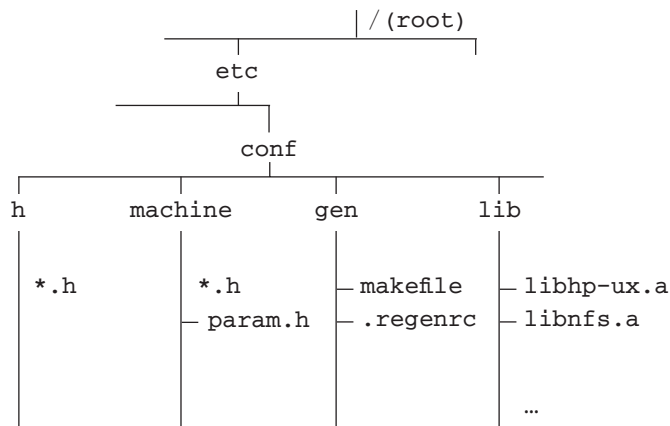 /(root)
etc
conf
h machine gen lib
*.h *.h makefile libhp-ux.a
param.h .regenrc libnfs.a
…